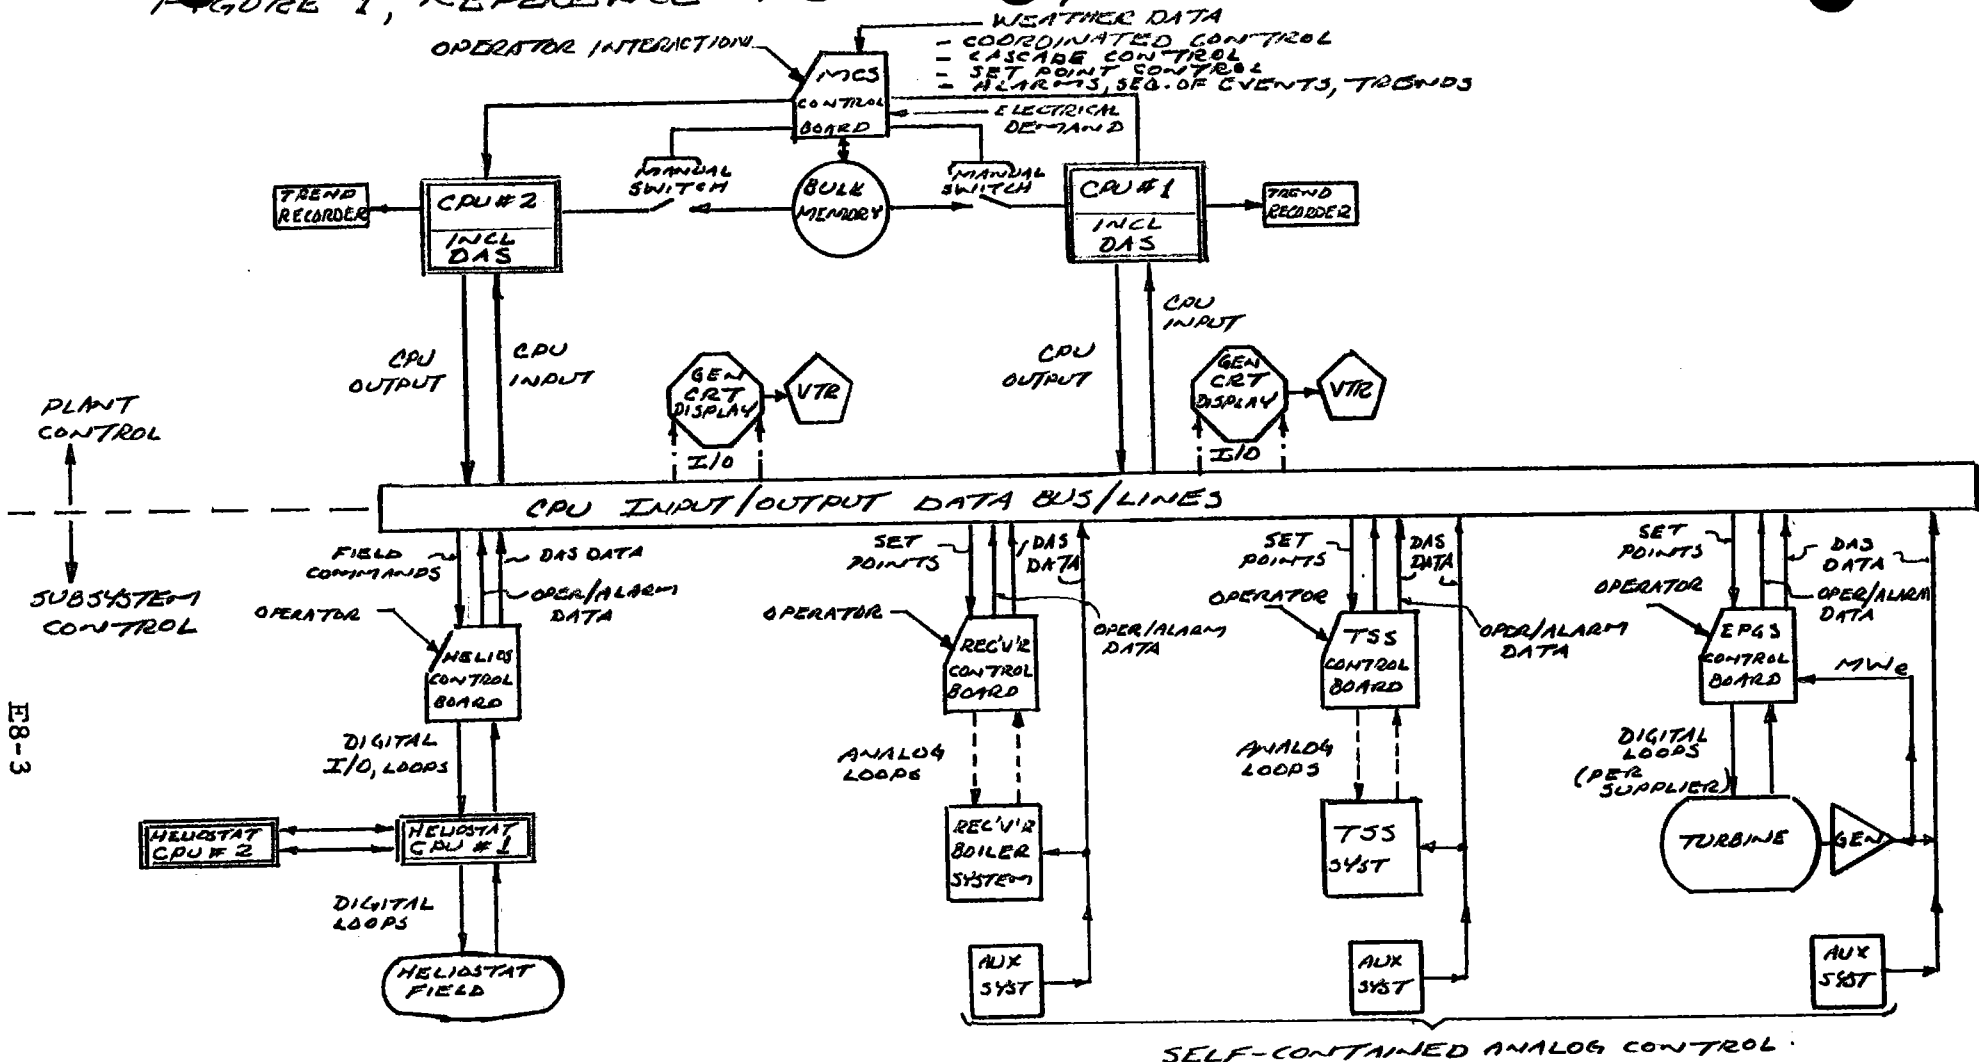 FIGURE 1, REFERENCE
WEATHER DATA
OPERATOR INTERACTION
- COORDINATED CONTROL
- CASCADE CONTROL
- SET POINT CONTROL
- ALARMS, SEQ. OF EVENTS, TRENDS
MCS
CONTROL
BOARD
ELECTRICAL
DEMAND
MANUAL
SWITCH
MANUAL
SWITCH
TREND
RECORDER
CPU # 2
INCL
DAS
BULK
MEMORY
CPU # 1
INCL
DAS
TREND
RECORDER
CPU
OUTPUT
CPU
INPUT
GEN
CRT
DISPLAY
VTR
I/O
CPU
OUTPUT
CPU
INPUT
GEN
CRT
DISPLAY
VTR
I/O
PLANT
CONTROL
CPU INPUT/OUTPUT DATA BUS/LINES
SUBSYSTEM
CONTROL
FIELD
COMMANDS
DAS DATA
OPER/ALARM
DATA
OPERATOR
HELIOS
CONTROL
BOARD
DIGITAL
I/O, LOOPS
HELIOSTAT
CPU # 2
HELIOSTAT
CPU # 1
DIGITAL
LOOPS
HELIOSTAT
FIELD
SET
POINTS
DAS
DATA
OPERATOR
OPER/ALARM
DATA
REC'V'R
CONTROL
BOARD
ANALOG
LOOPS
REC'V'R
BOILER
SYSTEM
AUX
SYST
SET
POINTS
DAS
DATA
OPERATOR
OPER/ALARM
DATA
TSS
CONTROL
BOARD
ANALOG
LOOPS
TSS
SYST
AUX
SYST
SET
POINTS
DAS
DATA
OPERATOR
OPER/ALARM
DATA
EPGS
CONTROL
BOARD
MWe
DIGITAL
LOOPS
(PER
SUPPLIER)
TURBINE
GEN
AUX
SYST
SELF-CONTAINED ANALOG CONTROL
E8-3